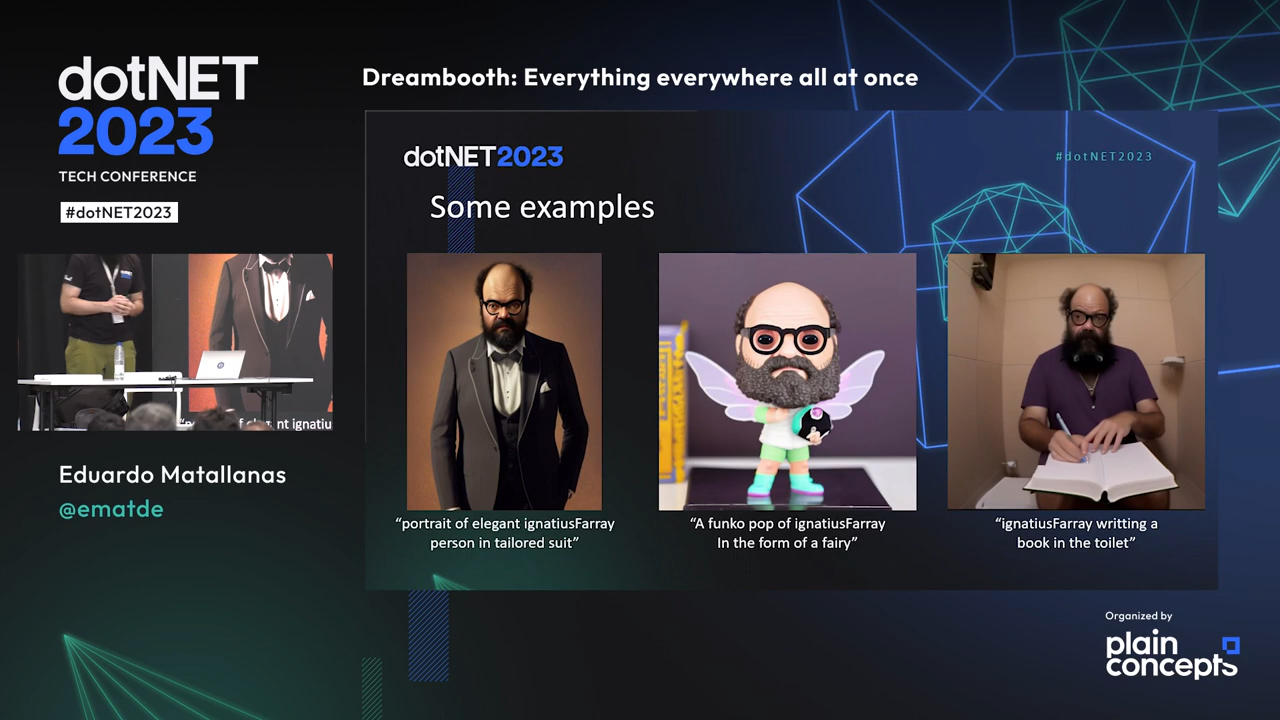 dotNET
2023
TECH CONFERENCE
#dotNET2023
Dreambooth: Everything everywhere all at once
dotNET2023
#dotNET2023
Some examples
“portrait of elegant ignatiusFarray
person in tailored suit”
“A funko pop of ignatiusFarray
In the form of a fairy”
“ignatiusFarray writting a
book in the toilet”
nt ignatiu
Eduardo Matallanas
@ematde
Organized by
plain
concepts